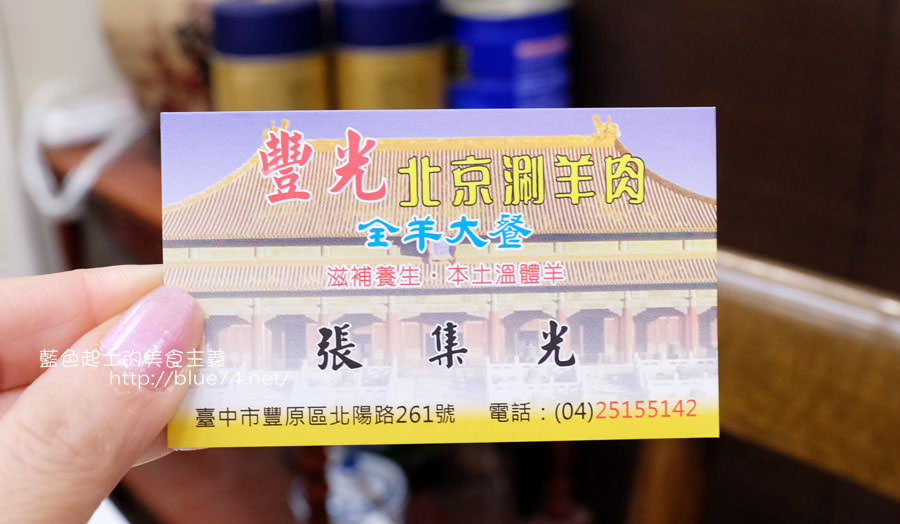 豐光北京涮羊肉
全羊大餐
滋補養生·本土溫體羊
張集光
臺中市豐原區北陽路261號 電話:(04)25155142
藍色起士的美食主義
http://blue74.net/